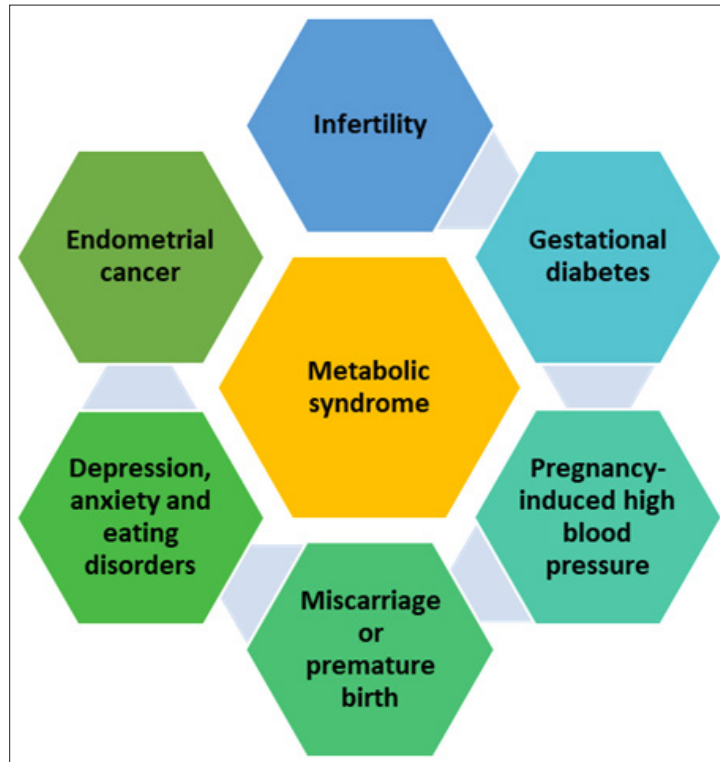 Infertility
Gestational
diabetes
Pregnancy-
induced high
blood
pressure
Miscarriage
or
premature
birth
Depression,
anxiety and
eating
disorders
Endometrial
cancer
Metabolic
syndrome